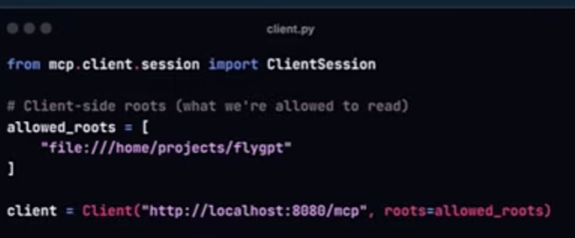 client.py
from mcp.client.session import ClientSession
# Client-side roots (what we're allowed to read)
allowed_roots = [
    "file:///home/projects/flygpt"
]
client = Client("http://localhost:8080/mcp", roots=allowed_roots)